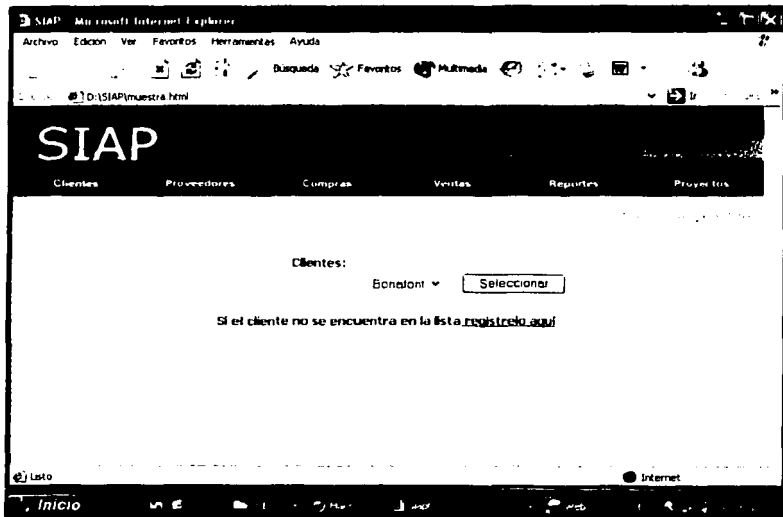 SIAP - Microsoft Internet Explorer
Archivo Edición Ver Favoritos Herramientas Ayuda
Búsqueda Favoritos Multimedia
D:\SIAP\muestra.html Ir
SIAP
Clientes Proveedores Compras Ventas Reportes Proyectos
Clientes:
Bonafont Seleccionar
Si el cliente no se encuentra en la lista registrelo aquí
Listo Internet
Inicio